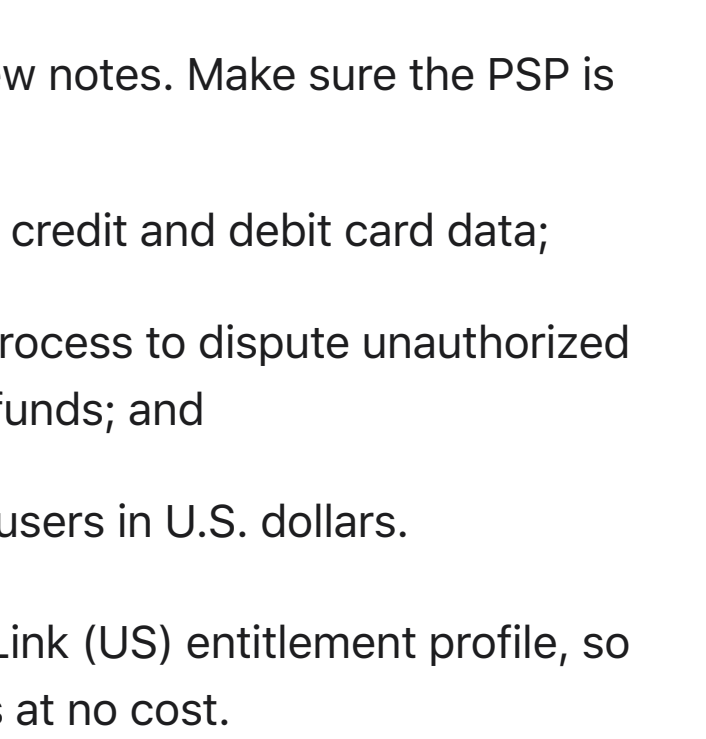 w notes. Make sure the PSP is
credit and debit card data;
rocess to dispute unauthorized
funds; and
users in U.S. dollars.
Link (US) entitlement profile, so
at no cost.